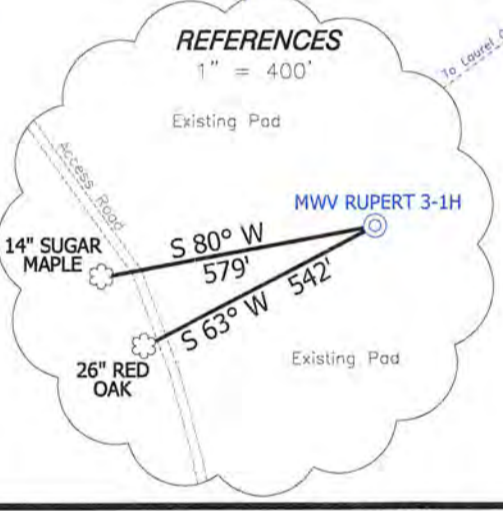 REFERENCES
1" = 400'
To Laurel
Existing Pad
Access Road
MWV RUPERT 3-1H
14" SUGAR
MAPLE
S 80° W
579'
S 63° W
542'
26" RED
OAK
Existing Pad